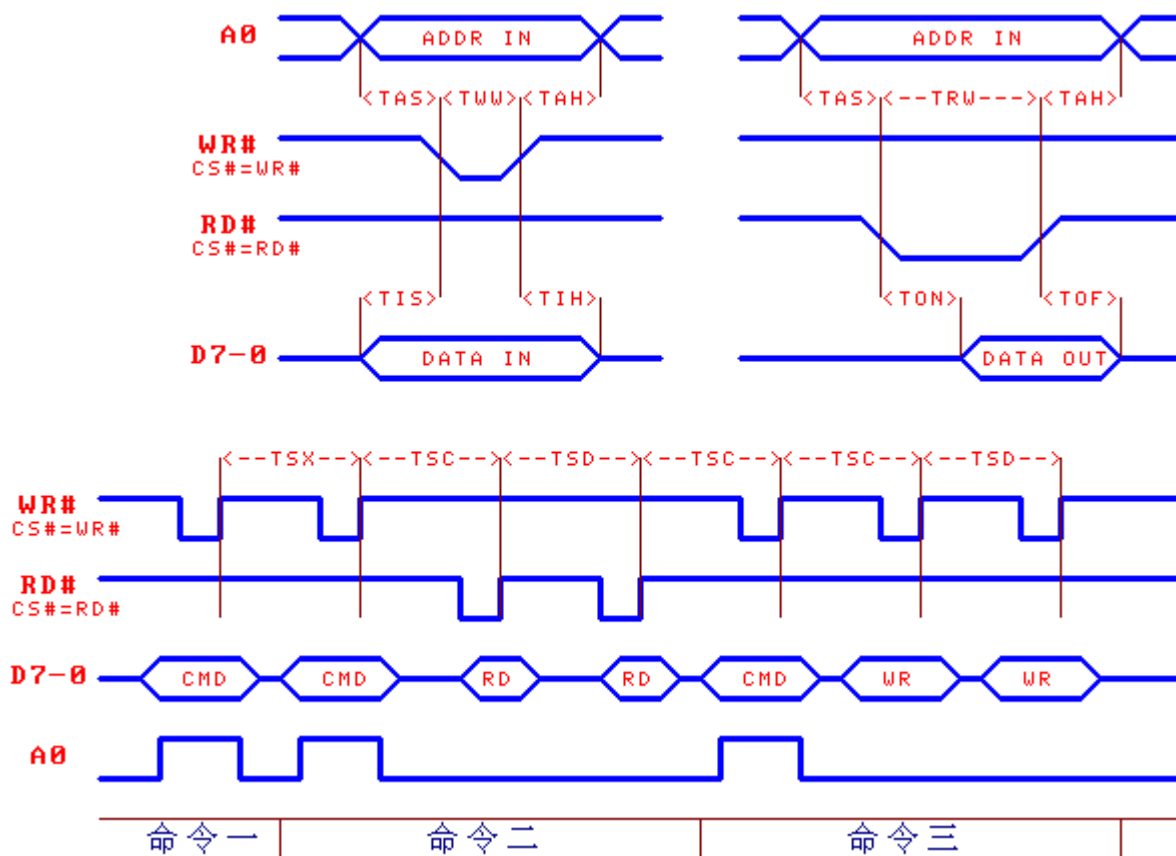 A0 ADDR IN ADDR IN
<TAS><TWW><TAH> <TAS><--TRW---><TAH>
WR#
CS#=WR#
RD#
CS#=RD#
<TIS> <TIH> <TON> <TOF>
D7-0 DATA IN DATA OUT
<--TSX--><--TSC--><--TSD--><--TSC--><--TSC--><--TSD-->
WR#
CS#=WR#
RD#
CS#=RD#
D7-0 CMD CMD RD RD CMD WR WR
A0
命令一 命令二 命令三